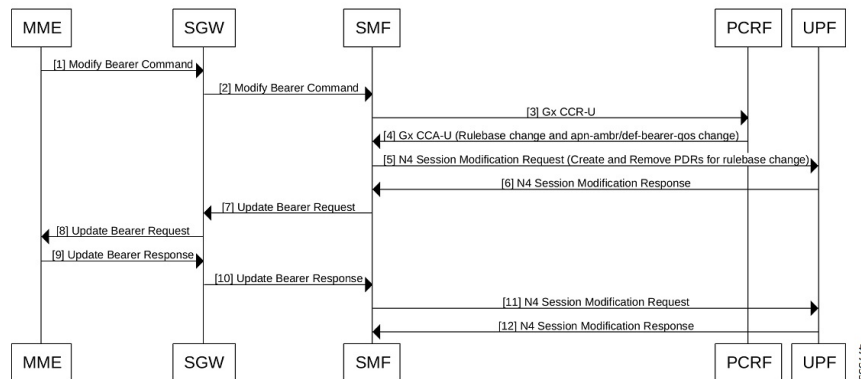 MME SGW SMF PCRF UPF
[1] Modify Bearer Command
[2] Modify Bearer Command
[3] Gx CCR-U
[4] Gx CCA-U (Rulebase change and apn-ambr/def-bearer-qos change)
[5] N4 Session Modification Request (Create and Remove PDRs for rulebase change)
[6] N4 Session Modification Response
[7] Update Bearer Request
[8] Update Bearer Request
[9] Update Bearer Response
[10] Update Bearer Response
[11] N4 Session Modification Request
[12] N4 Session Modification Response
MME SGW SMF PCRF UPF